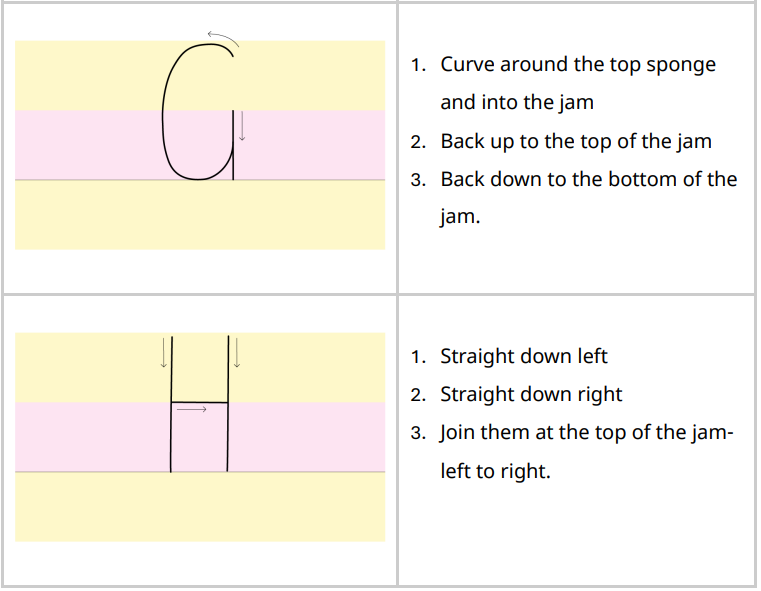 G
1. Curve around the top sponge
and into the jam
2. Back up to the top of the jam
3. Back down to the bottom of the
jam.
H
1. Straight down left
2. Straight down right
3. Join them at the top of the jam-
left to right.